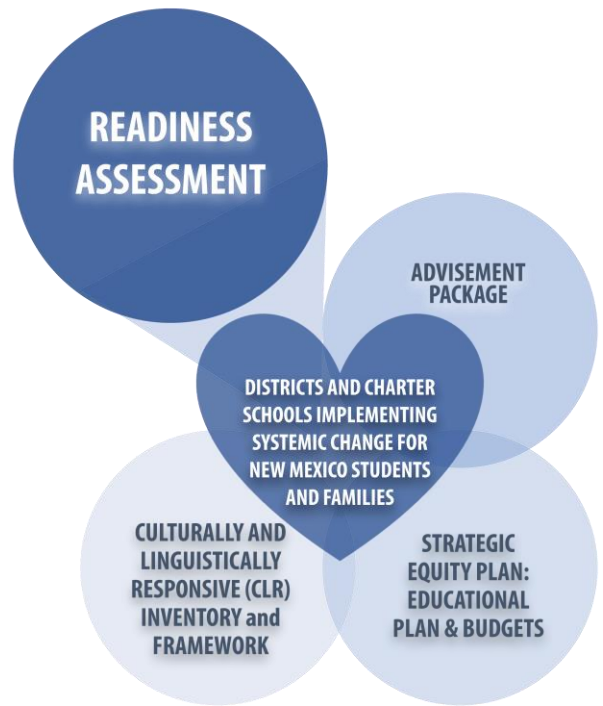 READINESS
ASSESSMENT
ADVISEMENT
PACKAGE
DISTRICTS AND CHARTER
SCHOOLS IMPLEMENTING
SYSTEMIC CHANGE FOR
NEW MEXICO STUDENTS
AND FAMILIES
CULTURALLY AND
LINGUISTICALLY
RESPONSIVE (CLR)
INVENTORY and
FRAMEWORK
STRATEGIC
EQUITY PLAN:
EDUCATIONAL
PLAN & BUDGETS